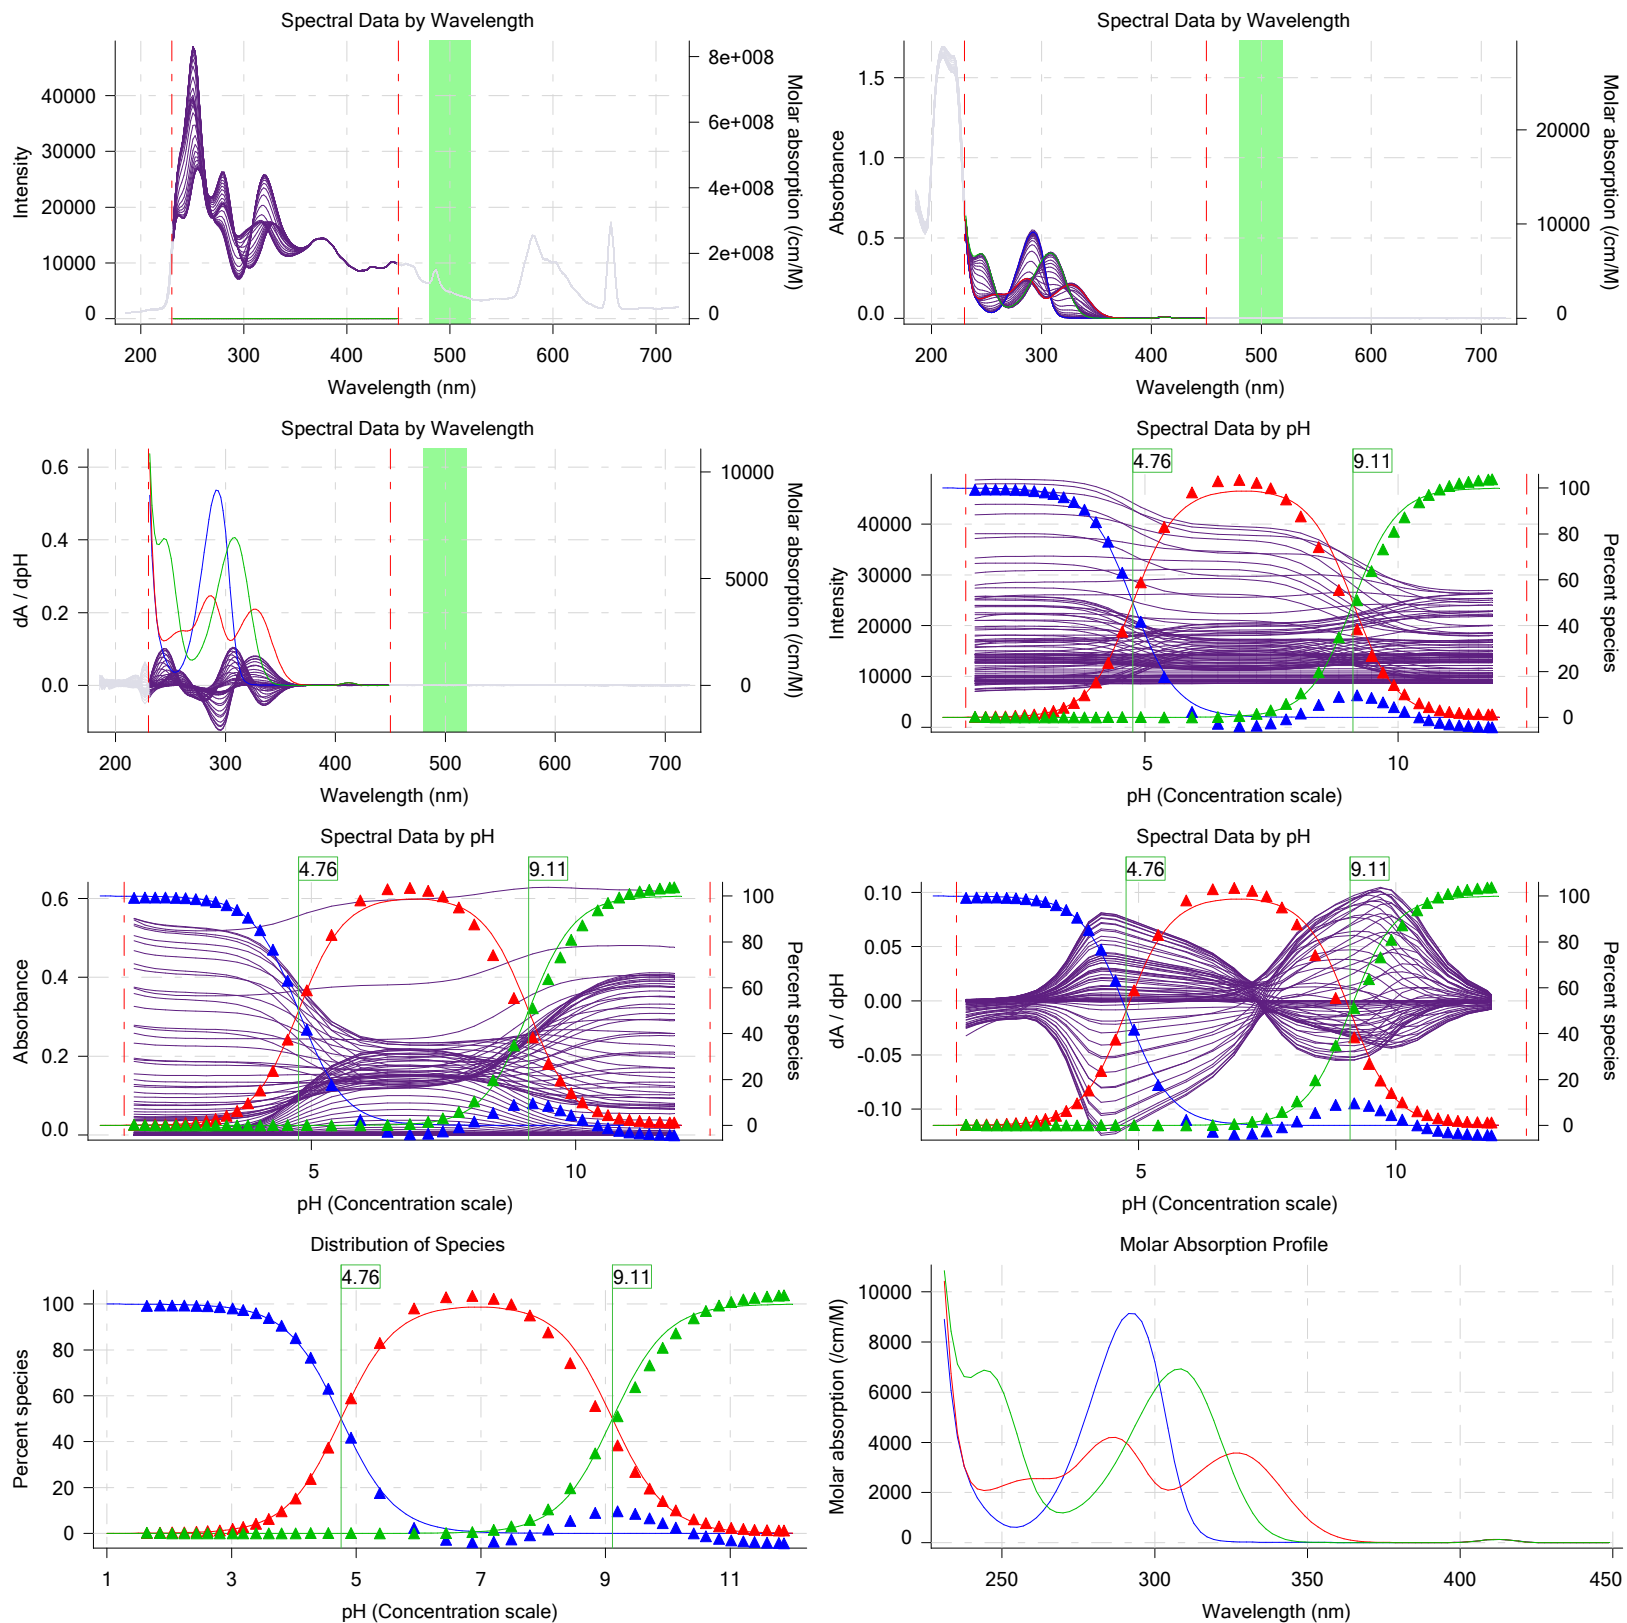 Spectral Data by Wavelength
Intensity
40000
30000
20000
10000
0
8e+008
6e+008
4e+008
2e+008
0
Molar absorption (/cm/M)
200 300 400 500 600 700
Wavelength (nm)
Spectral Data by Wavelength
Absorbance
1.5
1.0
0.5
0.0
20000
10000
0
Molar absorption (/cm/M)
200 300 400 500 600 700
Wavelength (nm)
Spectral Data by Wavelength
dA / dpH
0.6
0.4
0.2
0.0
10000
5000
0
Molar absorption (/cm/M)
200 300 400 500 600 700
Wavelength (nm)
Spectral Data by pH
4.76 9.11
Intensity
40000
30000
20000
10000
0
100
80
60
40
20
0
Percent species
5 10
pH (Concentration scale)
Spectral Data by pH
4.76 9.11
Absorbance
0.6
0.4
0.2
0.0
100
80
60
40
20
0
Percent species
5 10
pH (Concentration scale)
Spectral Data by pH
4.76 9.11
dA / dpH
0.10
0.05
0.00
-0.05
-0.10
100
80
60
40
20
0
Percent species
5 10
pH (Concentration scale)
Distribution of Species
4.76 9.11
Percent species
100
80
60
40
20
0
1 3 5 7 9 11
pH (Concentration scale)
Molar Absorption Profile
Molar absorption (/cm/M)
10000
8000
6000
4000
2000
0
250 300 350 400 450
Wavelength (nm)